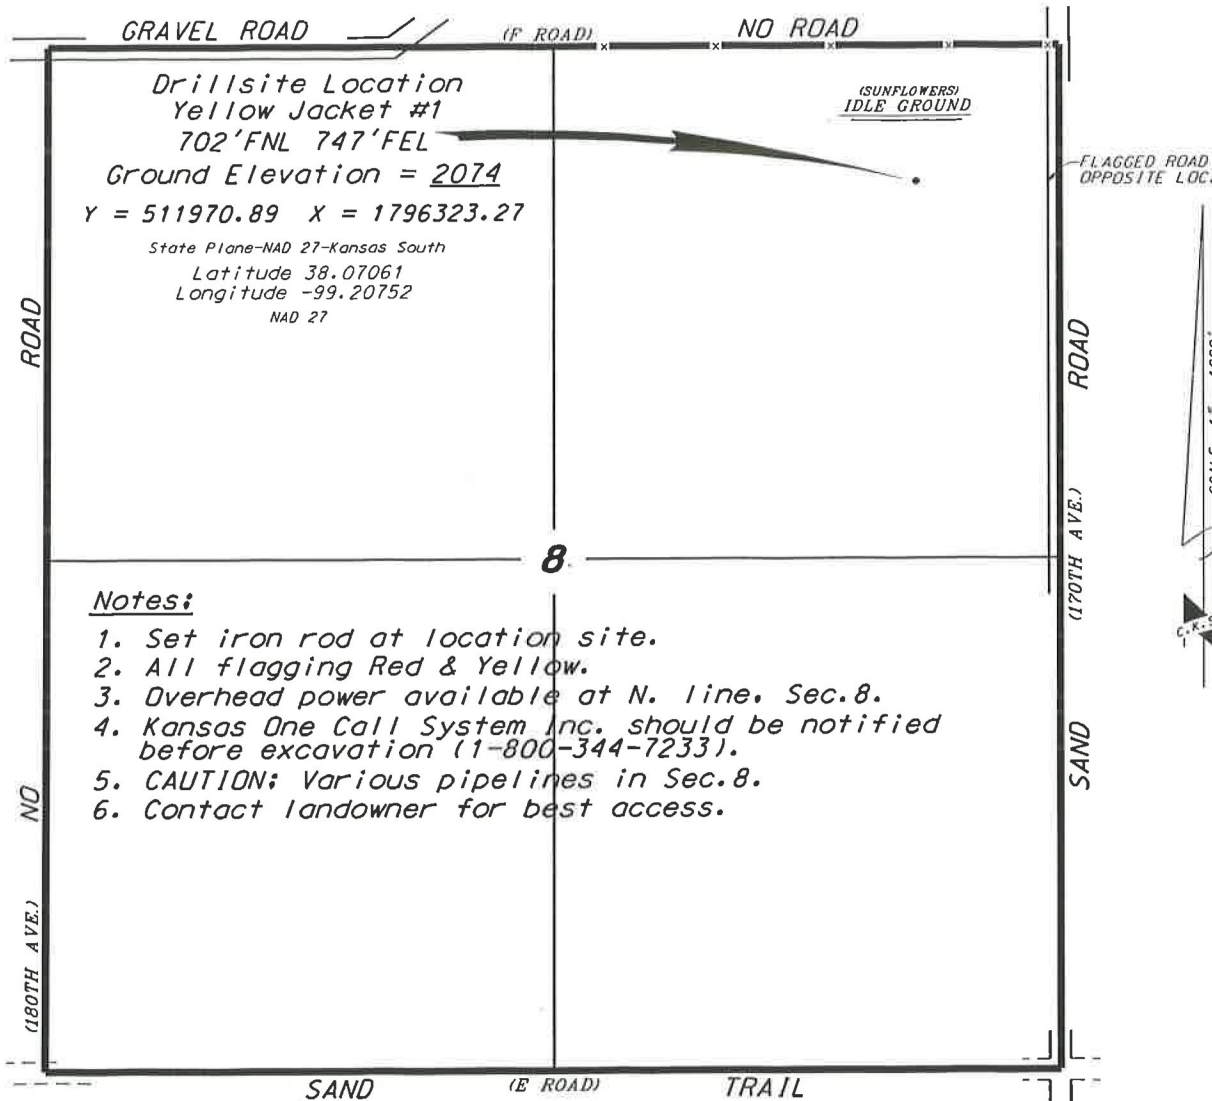 GRAVEL ROAD
(F ROAD)
NO ROAD
Drillsite Location
Yellow Jacket #1
702'FNL 747'FEL
Ground Elevation = 2074
Y = 511970.89 X = 1796323.27
State Plane-NAD 27-Kansas South
Latitude 38.07061
Longitude -99.20752
NAD 27
(SUNFLOWERS)
IDLE GROUND
FLAGGED ROAD
OPPOSITE LOC.
ROAD
NO
(180TH AVE.)
ROAD
(170TH AVE.)
SAND
8
Notes:
1. Set iron rod at location site.
2. All flagging Red & Yellow.
3. Overhead power available at N. line. Sec.8.
4. Kansas One Call System Inc. should be notified
before excavation (1-800-344-7233).
5. CAUTION: Various pipelines in Sec.8.
6. Contact landowner for best access.
C.K.S
SAND
(E ROAD)
TRAIL